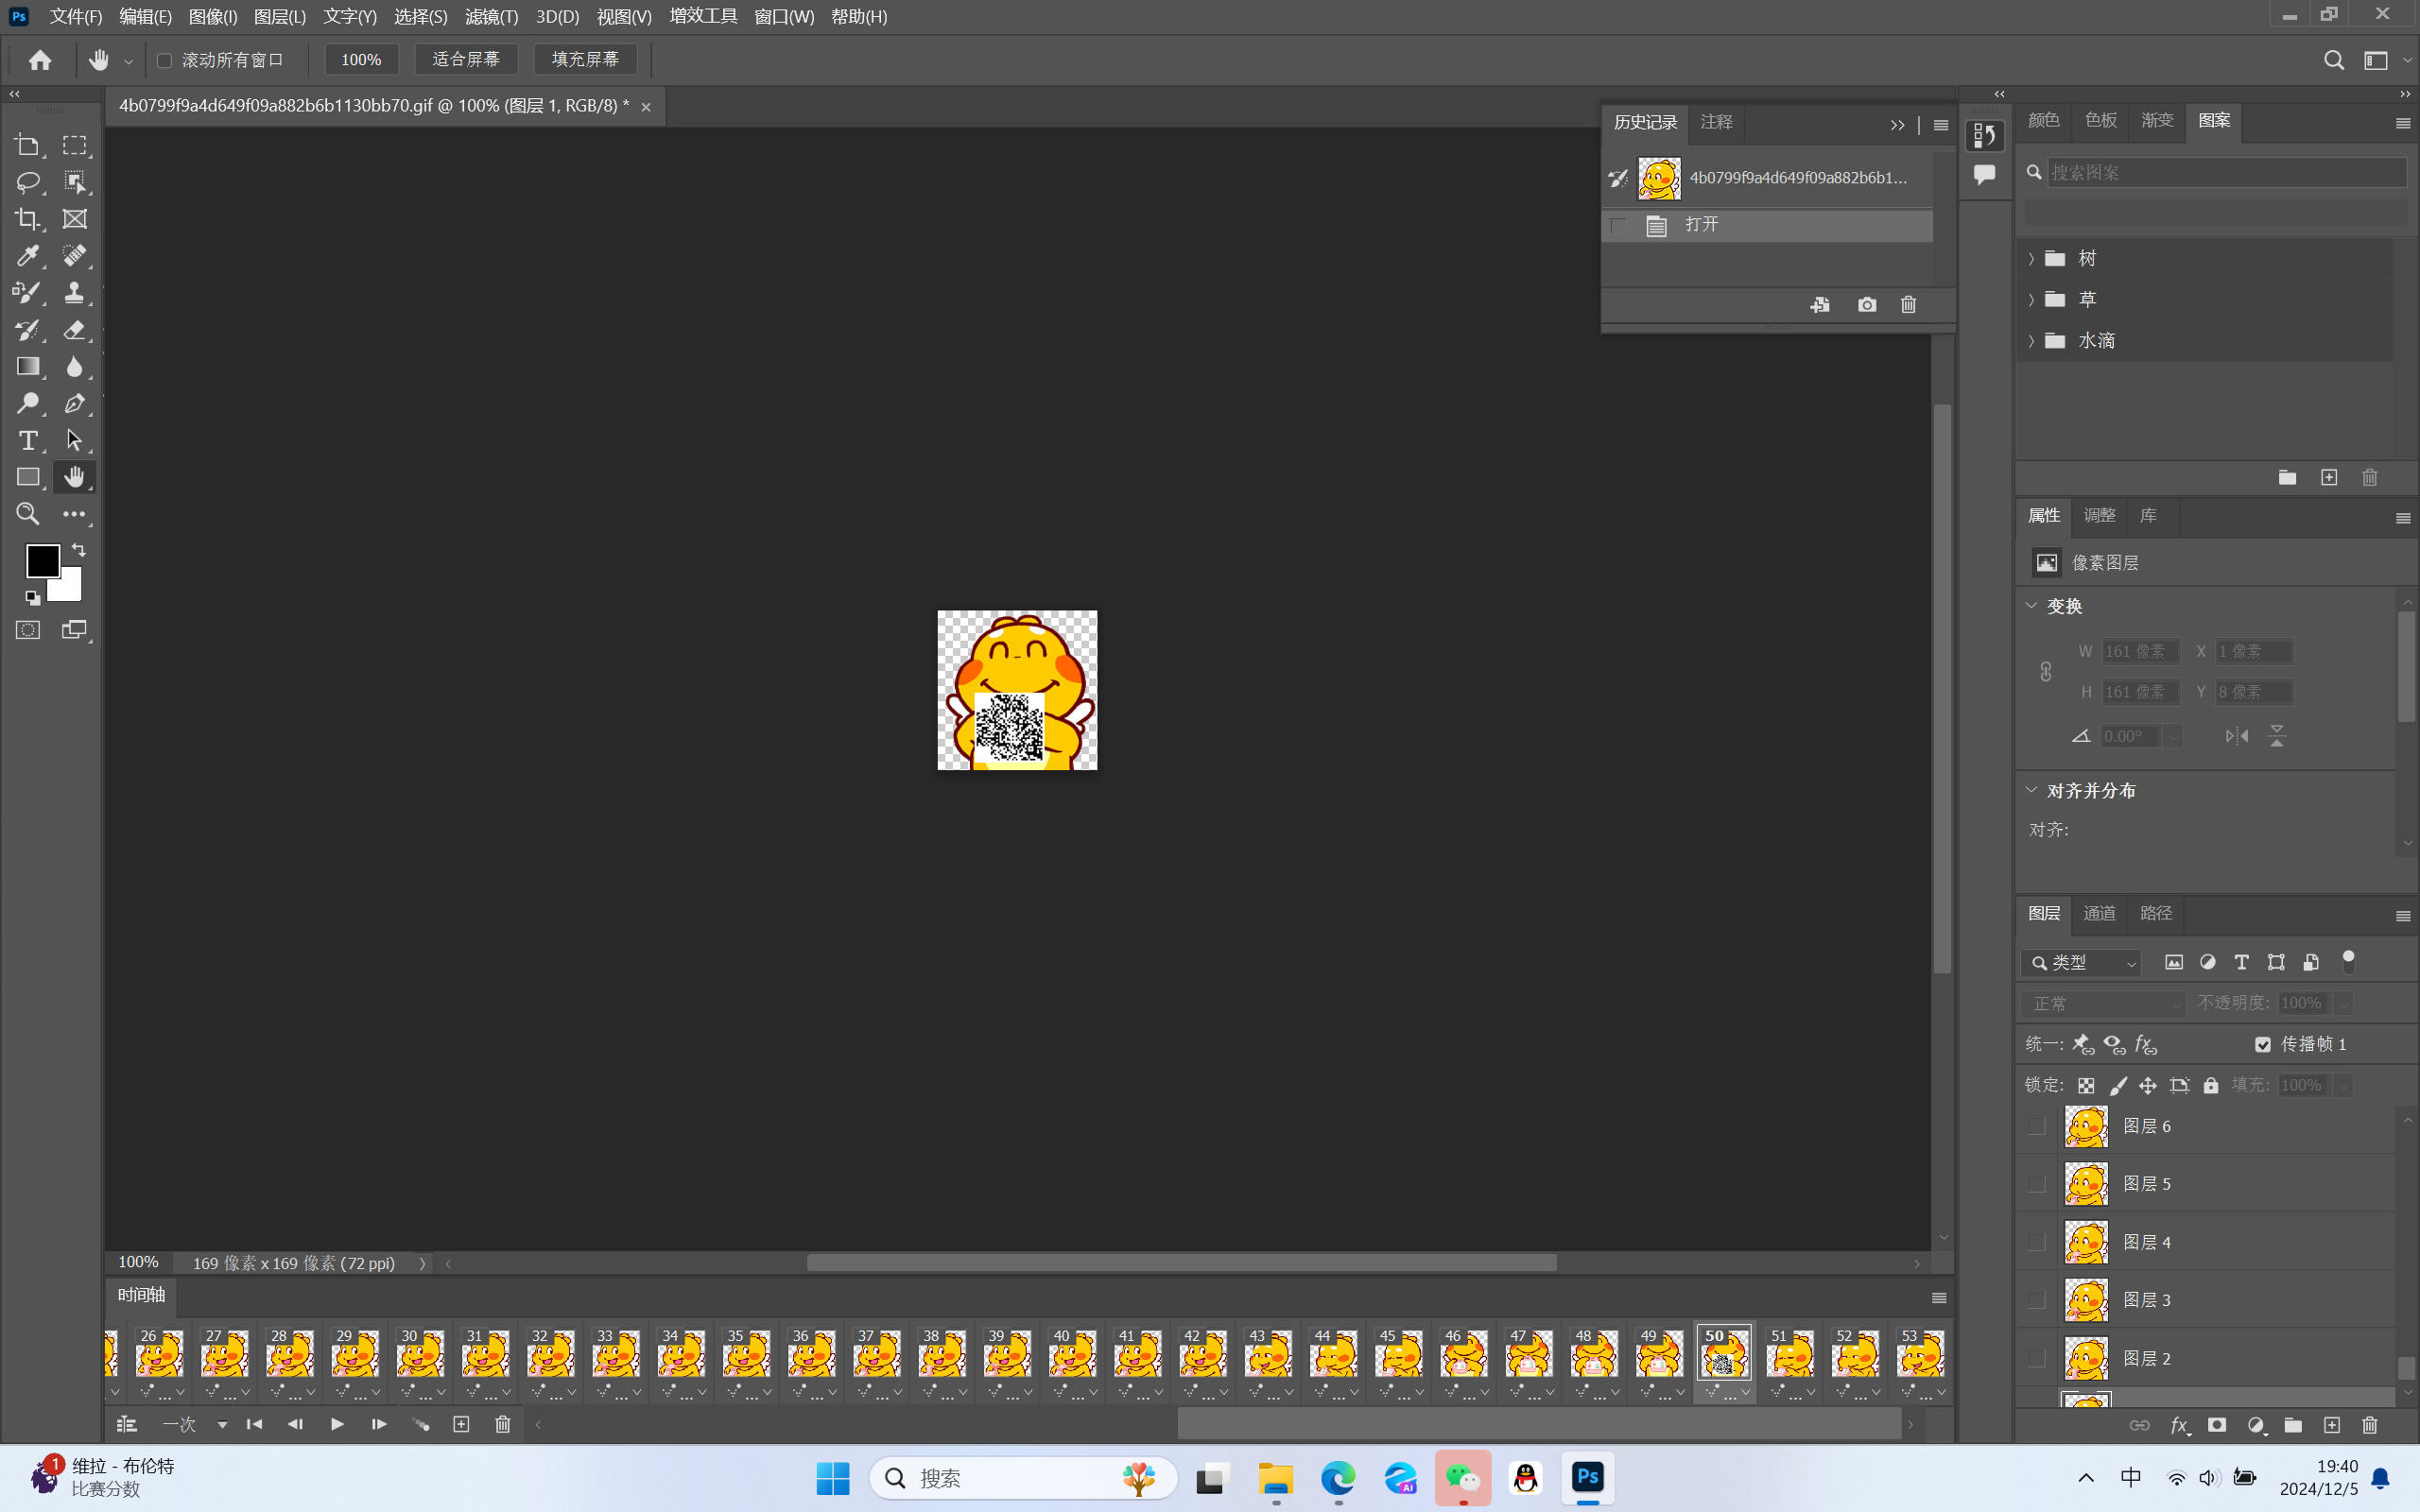 Ps 文件(F) 编辑(E) 图像(I) 图层(L) 文字(Y) 选择(S) 滤镜(T) 3D(D) 视图(V) 增效工具 窗口(W) 帮助(H)
滚动所有窗口 100% 适合屏幕 填充屏幕
4b0799f9a4d649f09a882b6b1130bb70.gif @ 100% (图层 1, RGB/8) *
历史记录 注释
4b0799f9a4d649f09a882b6b1...
打开
颜色 色板 渐变 图案
搜索图案
树
草
水滴
属性 调整 库
像素图层
变换
W 161 像素 X 1 像素
H 161 像素 Y 8 像素
0.00°
对齐并分布
对齐:
图层 通道 路径
类型
正常 不透明度: 100%
统一: 传播帧 1
锁定: 填充: 100%
图层 6
图层 5
图层 4
图层 3
图层 2
100% 169 像素 x 169 像素 (72 ppi)
时间轴
26 27 28 29 30 31 32 33 34 35 36 37 38 39 40 41 42 43 44 45 46 47 48 49 50 51 52 53
一次
1 维拉 - 布伦特
比赛分数
搜索
AI
Ps
中
19:40
2024/12/5